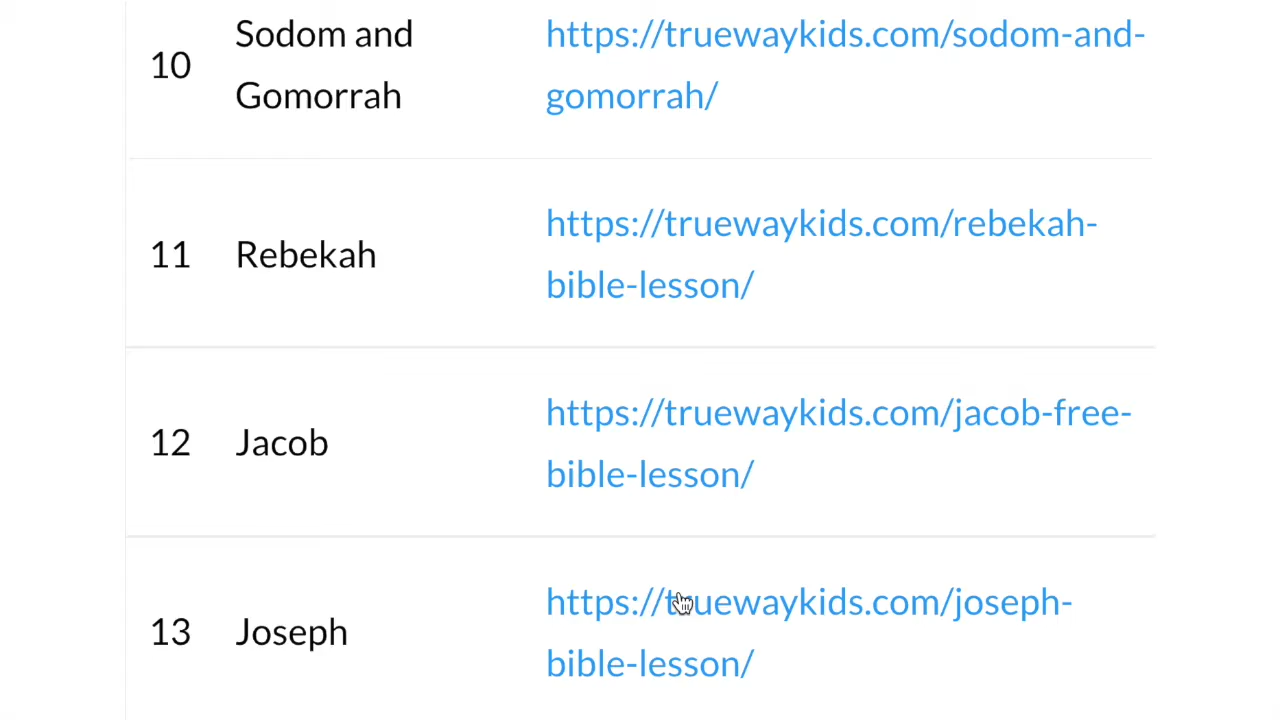 Sodom and https://truewaykids.com/sodom-and-
10
Gomorrah gomorrah/
https://truewaykids.com/rebekah-
11 Rebekah
bible-lesson/
https://truewaykids.com/jacob-free-
12 Jacob
bible-lesson/
https://truewaykids.com/joseph-
13 Joseph
bible-lesson/